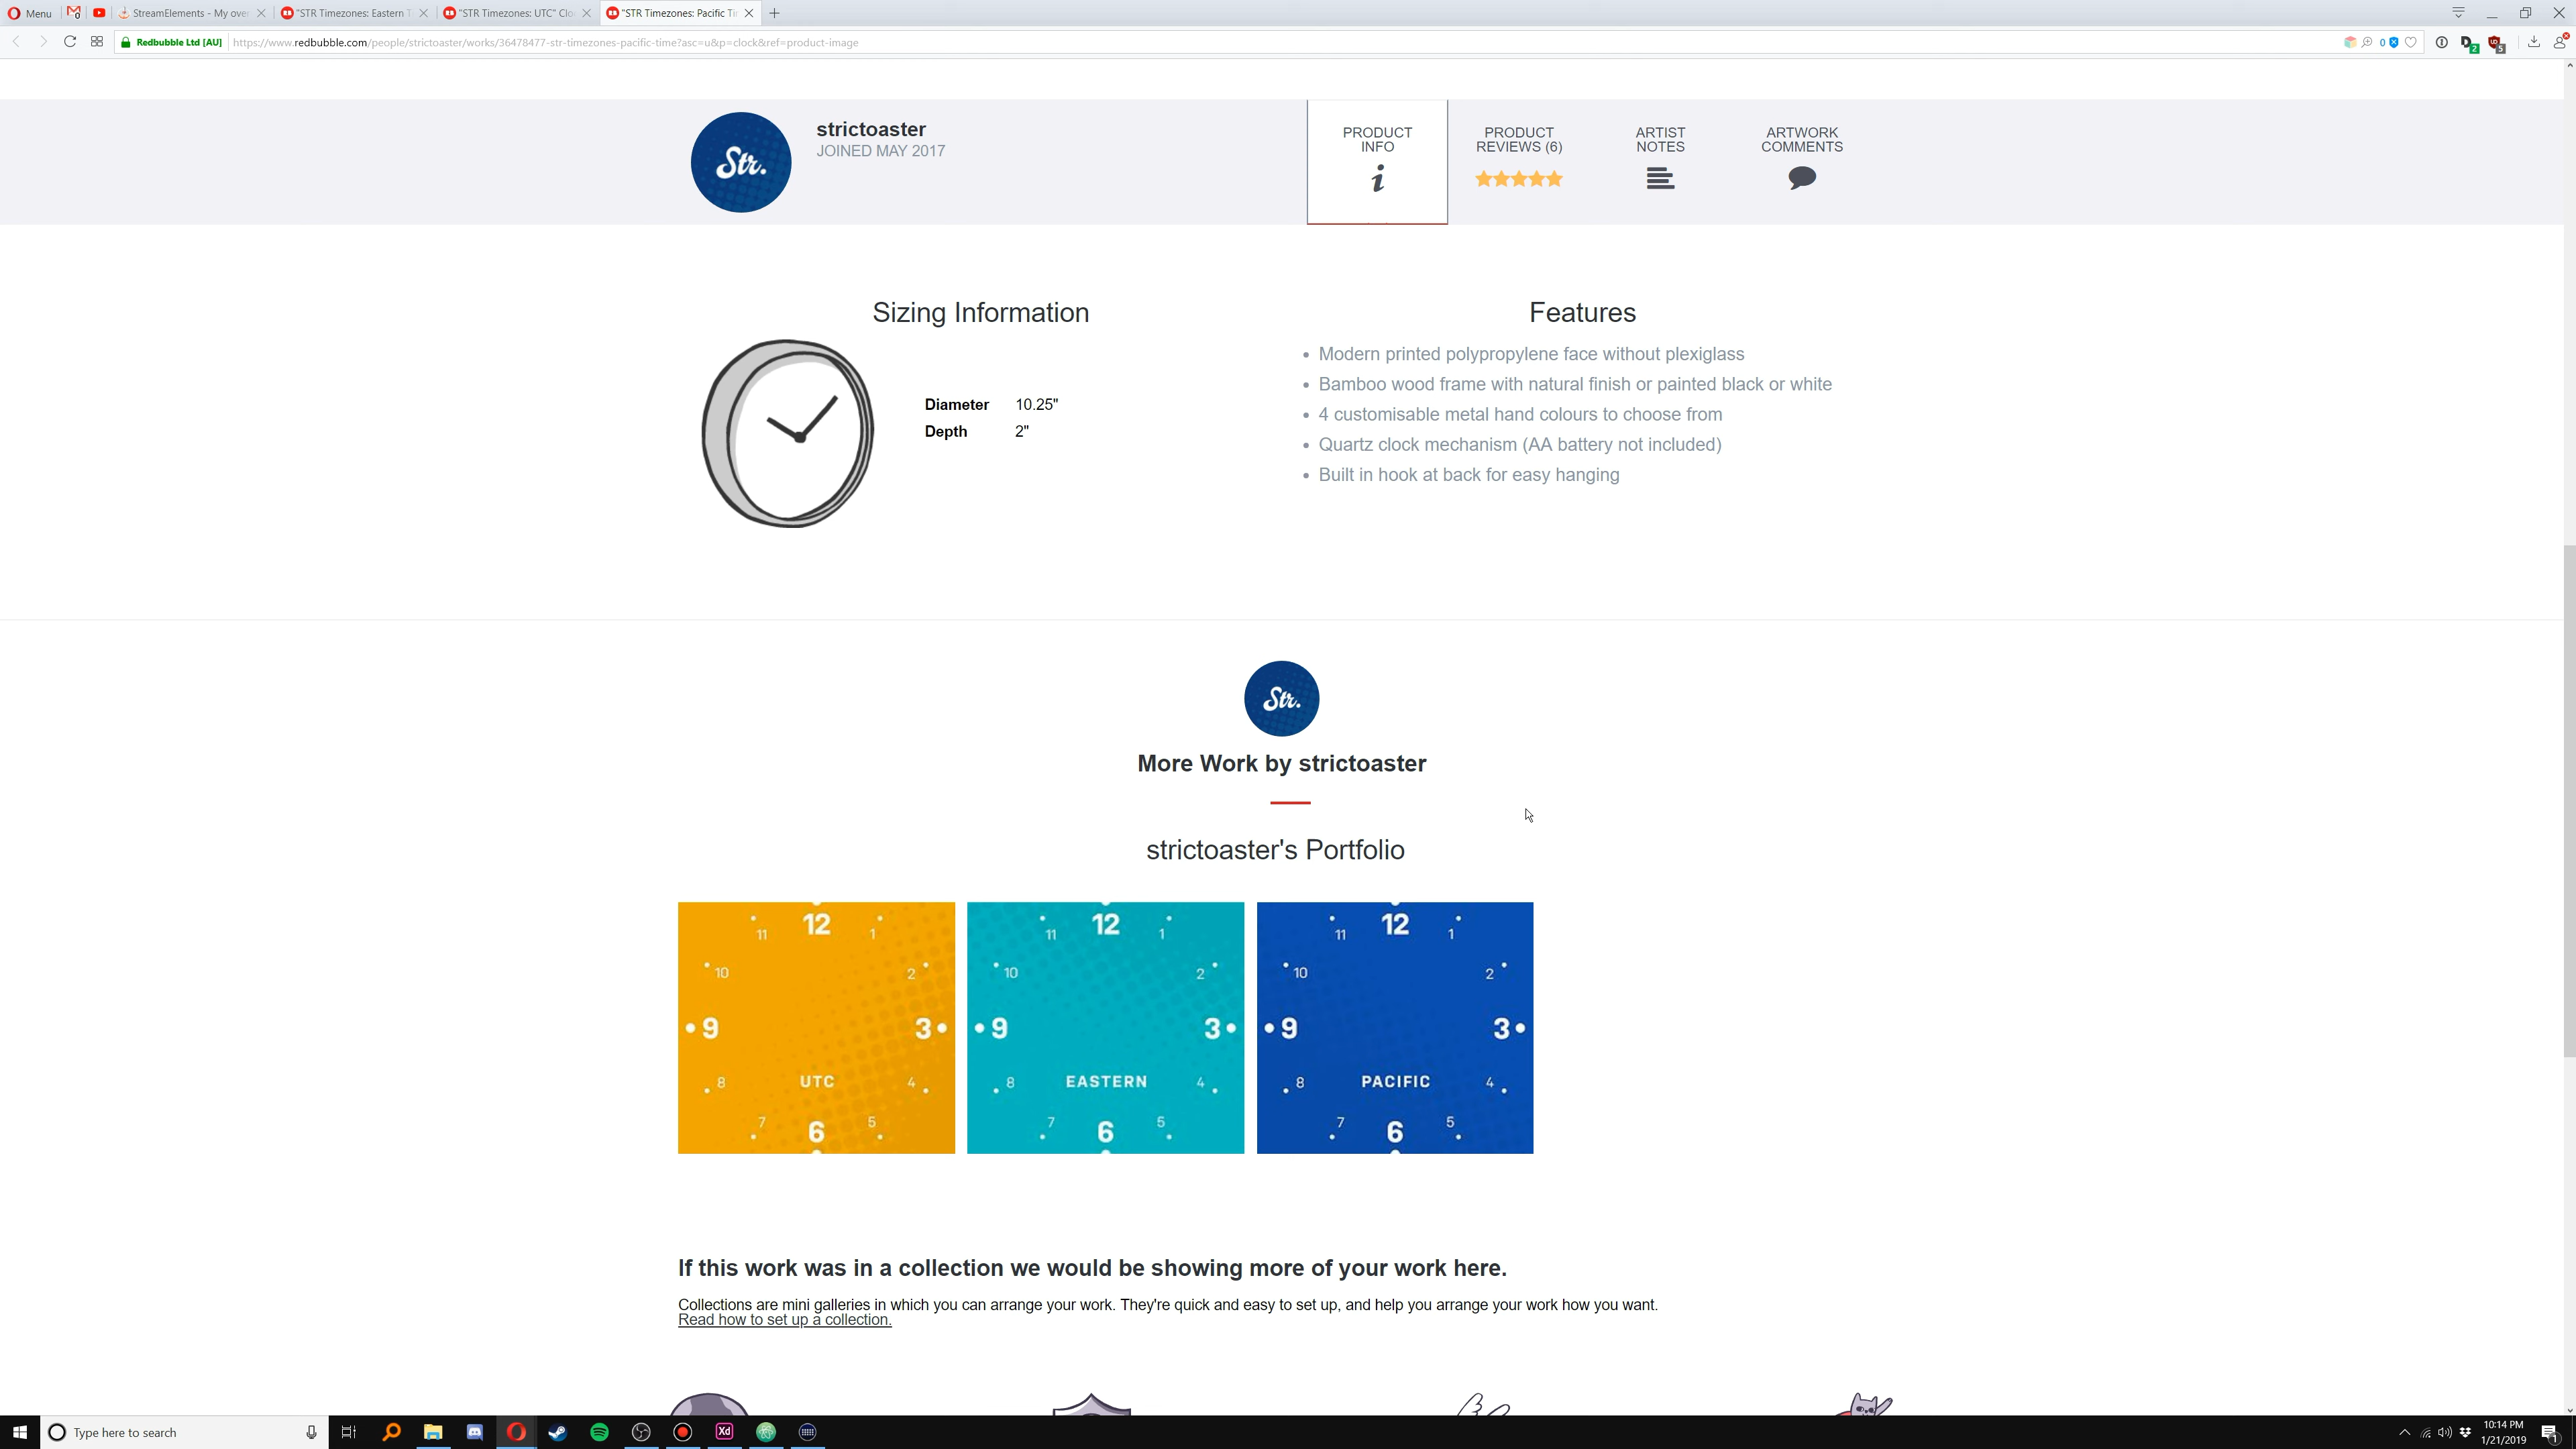 Menu
StreamElements - My over
"STR Timezones: Eastern T
"STR Timezones: UTC" Clo
"STR Timezones: Pacific Ti
Redbubble Ltd [AU]
https://www.redbubble.com/people/strictoaster/works/36478477-str-timezones-pacific-time?asc=u&p=clock&ref=product-image
0
2
5
Str.
strictoaster
JOINED MAY 2017
PRODUCT
INFO
PRODUCT
REVIEWS (6)
ARTIST
NOTES
ARTWORK
COMMENTS
Sizing Information
Diameter 10.25"
Depth 2"
Features
Modern printed polypropylene face without plexiglass
Bamboo wood frame with natural finish or painted black or white
4 customisable metal hand colours to choose from
Quartz clock mechanism (AA battery not included)
Built in hook at back for easy hanging
Str.
More Work by strictoaster
strictoaster's Portfolio
12
11 1
10 2
9 3
UTC
8 4
7 5
6
12
11 1
10 2
9 3
EASTERN
8 4
7 5
6
12
11 1
10 2
9 3
PACIFIC
8 4
7 5
6
If this work was in a collection we would be showing more of your work here.
Collections are mini galleries in which you can arrange your work. They're quick and easy to set up, and help you arrange your work how you want.
Read how to set up a collection.
Type here to search
Xd
10:14 PM
1/21/2019
1